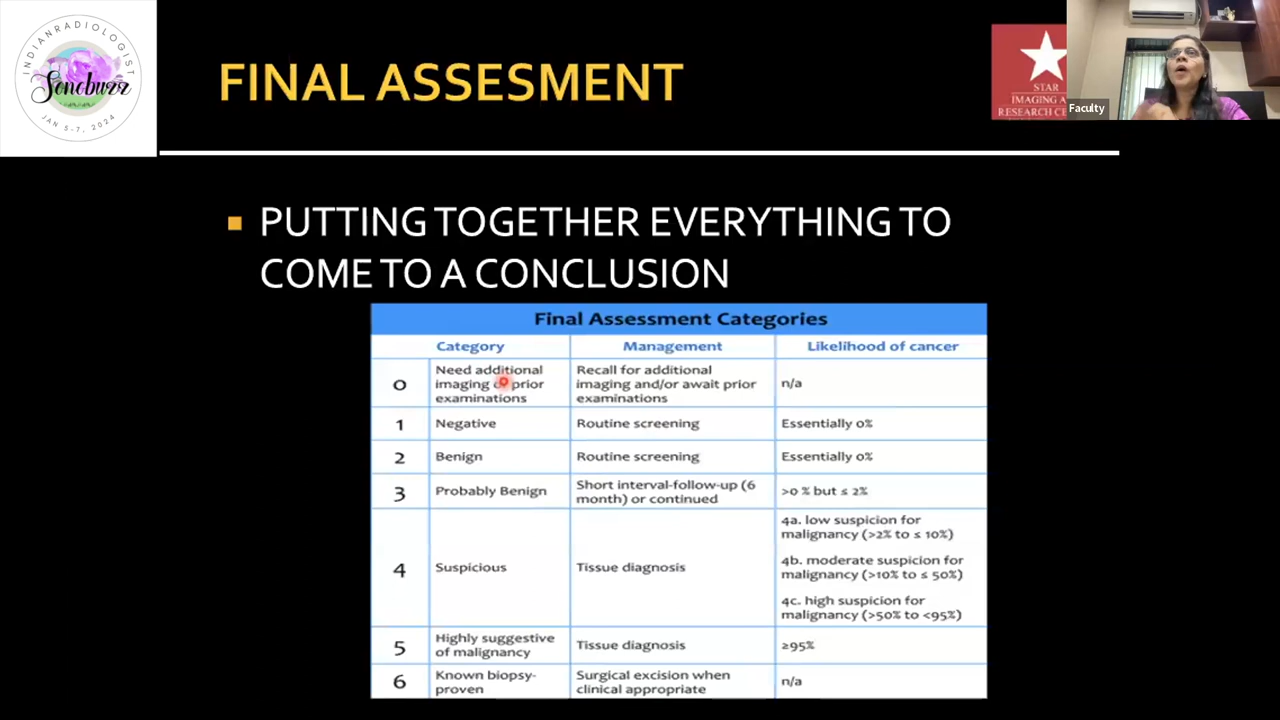 INDIANRADIOLOGIST
Sonobuzz
JAN 5-7, 2024
FINAL ASSESMENT
STAR
IMAGING A
RESEARCH C
Faculty
PUTTING TOGETHER EVERYTHING TO
COME TO A CONCLUSION
Final Assessment Categories
Category Management Likelihood of cancer
0 Need additional imaging prior examinations Recall for additional imaging and/or await prior examinations n/a
1 Negative Routine screening Essentially 0%
2 Benign Routine screening Essentially 0%
3 Probably Benign Short interval-follow-up (6 month) or continued >0 % but ≤ 2%
4 Suspicious Tissue diagnosis 4a. low suspicion for malignancy (>2% to ≤ 10%)
4b. moderate suspicion for malignancy (>10% to ≤ 50%)
4c. high suspicion for malignancy (>50% to <95%)
5 Highly suggestive of malignancy Tissue diagnosis ≥95%
6 Known biopsy-proven Surgical excision when clinical appropriate n/a